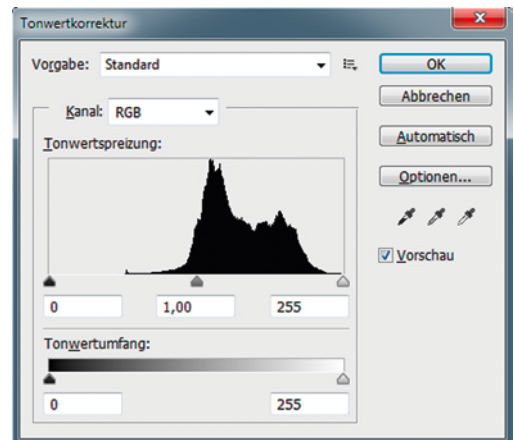 Tonwertkorrektur
Vorgabe: Standard
OK
Abbrechen
Kanal: RGB
Automatisch
Tonwertspreizung:
Optionen...
Vorschau
0 1,00 255
Tonwertumfang:
0 255